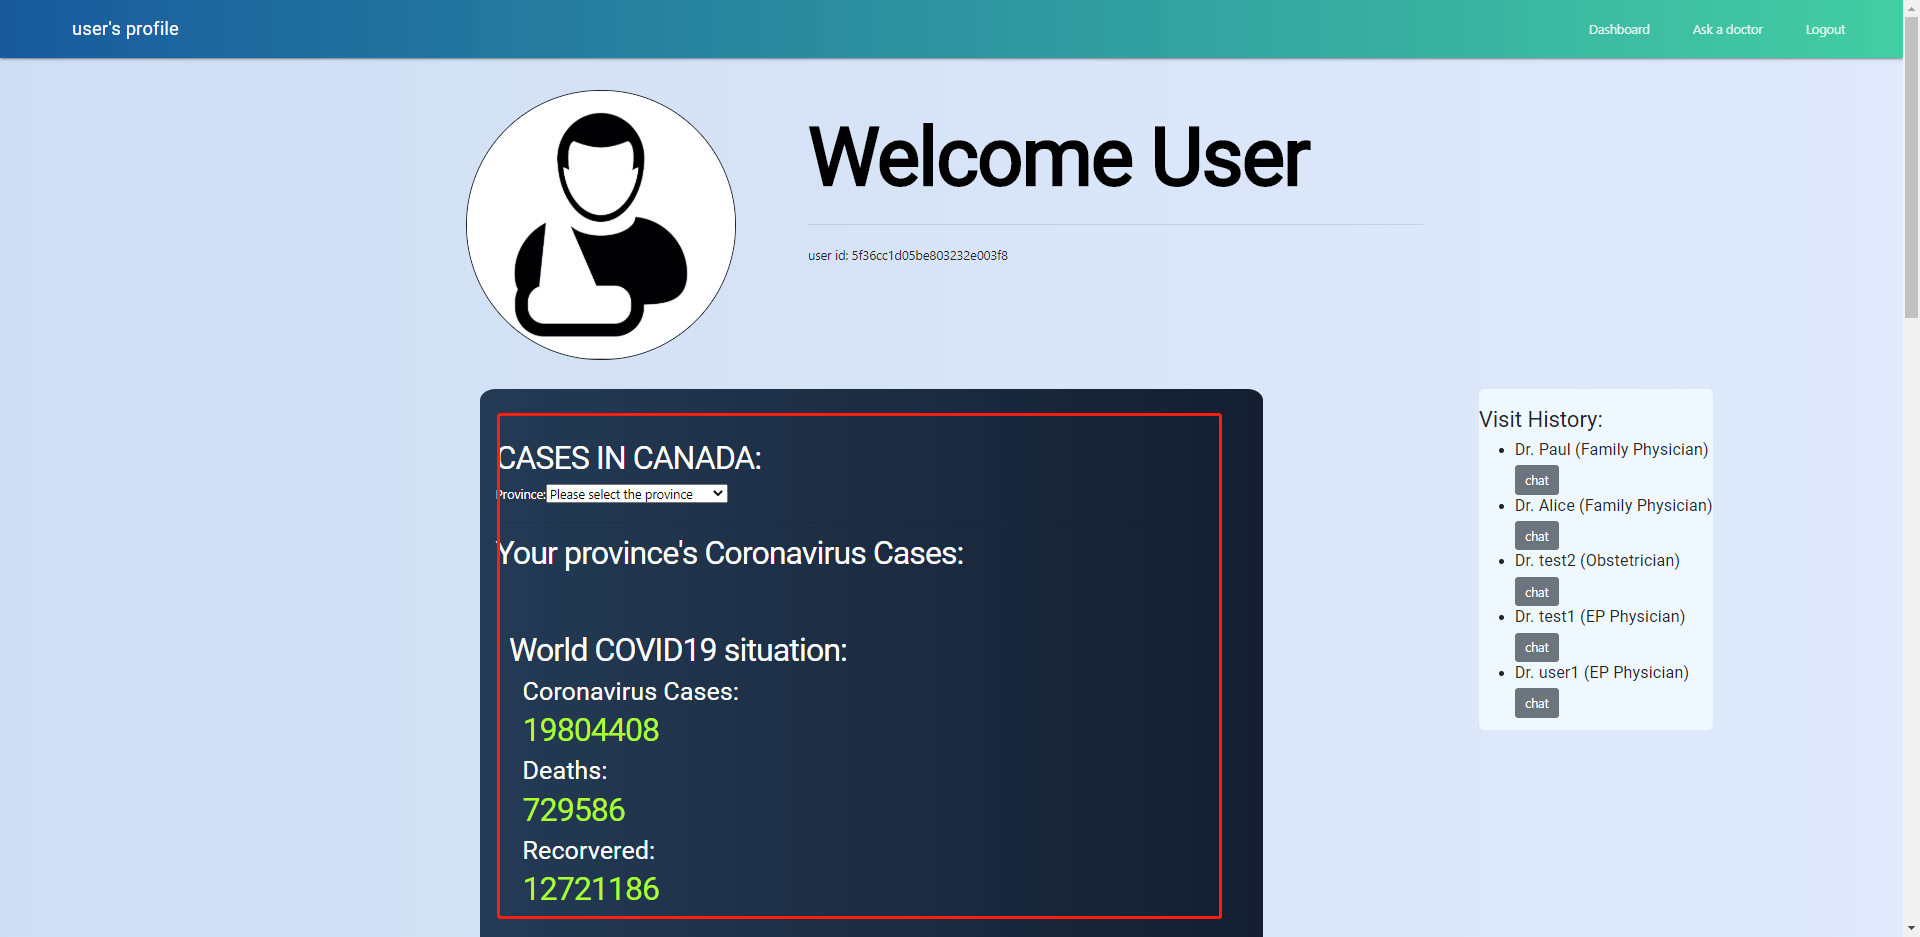 user's profile
Dashboard
Ask a doctor
Logout
Welcome User
user id: 5f36cc1d05be803232e003f8
CASES IN CANADA:
Province: Please select the province
Your province's Coronavirus Cases:
World COVID19 situation:
Coronavirus Cases:
19804408
Deaths:
729586
Recorvered:
12721186
Visit History:
Dr. Paul (Family Physician)
chat
Dr. Alice (Family Physician)
chat
Dr. test2 (Obstetrician)
chat
Dr. test1 (EP Physician)
chat
Dr. user1 (EP Physician)
chat